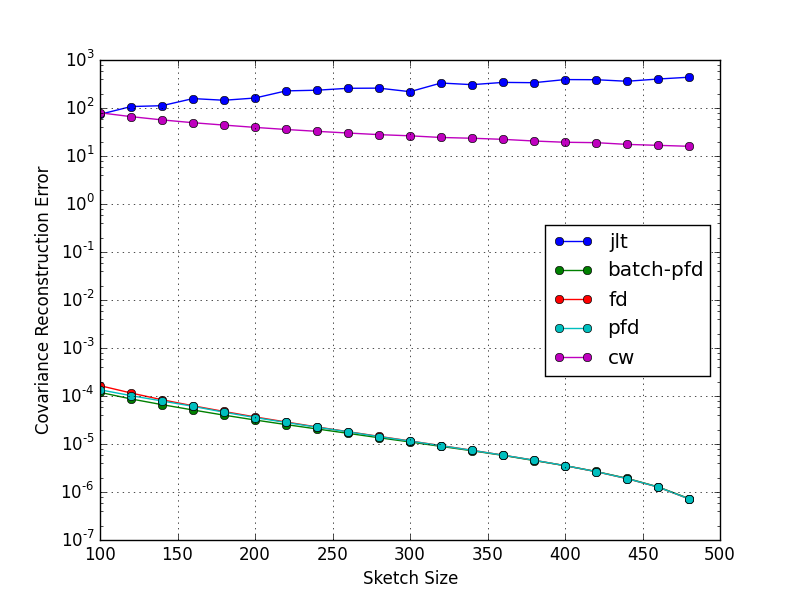 Covariance Reconstruction Error
10^3
10^2
10^1
10^0
10^-1
10^-2
10^-3
10^-4
10^-5
10^-6
10^-7
jlt
batch-pfd
fd
pfd
cw
100 150 200 250 300 350 400 450 500
Sketch Size